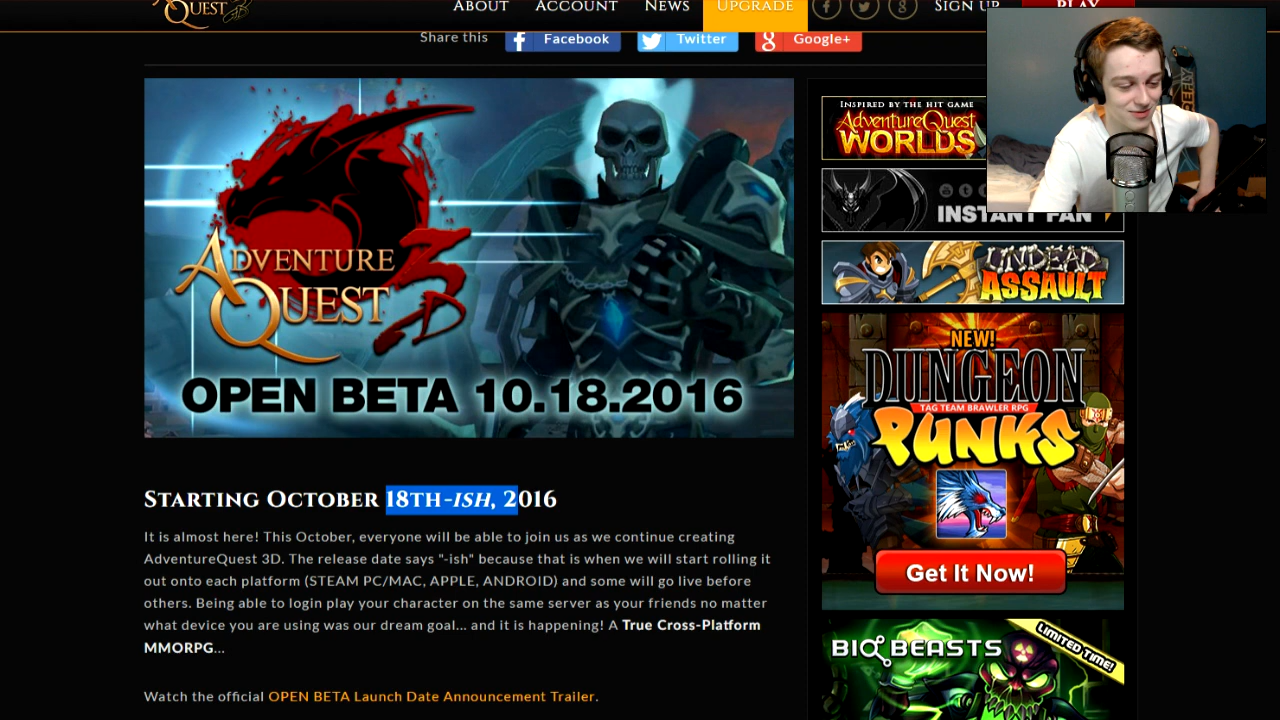 QUEST 3D
ABOUT ACCOUNT NEWS UPGRADE SIGN UP PLAY
Share this Facebook Twitter Google+
ADVENTURE
QUEST 3D
OPEN BETA 10.18.2016
INSPIRED BY THE HIT GAME
AdventureQuest
WORLDS
INSTANT FAN
UNDEAD
ASSAULT
NEW!
DUNGEON
TAG TEAM BRAWLER RPG
PUNKS
Get It Now!
BIOBEASTS
LIMITED TIME!
STARTING OCTOBER 18TH-ISH, 2016
It is almost here! This October, everyone will be able to join us as we continue creating
AdventureQuest 3D. The release date says "-ish" because that is when we will start rolling it
out onto each platform (STEAM PC/MAC, APPLE, ANDROID) and some will go live before
others. Being able to login play your character on the same server as your friends no matter
what device you are using was our dream goal... and it is happening! A True Cross-Platform
MMORPG...
Watch the official OPEN BETA Launch Date Announcement Trailer.